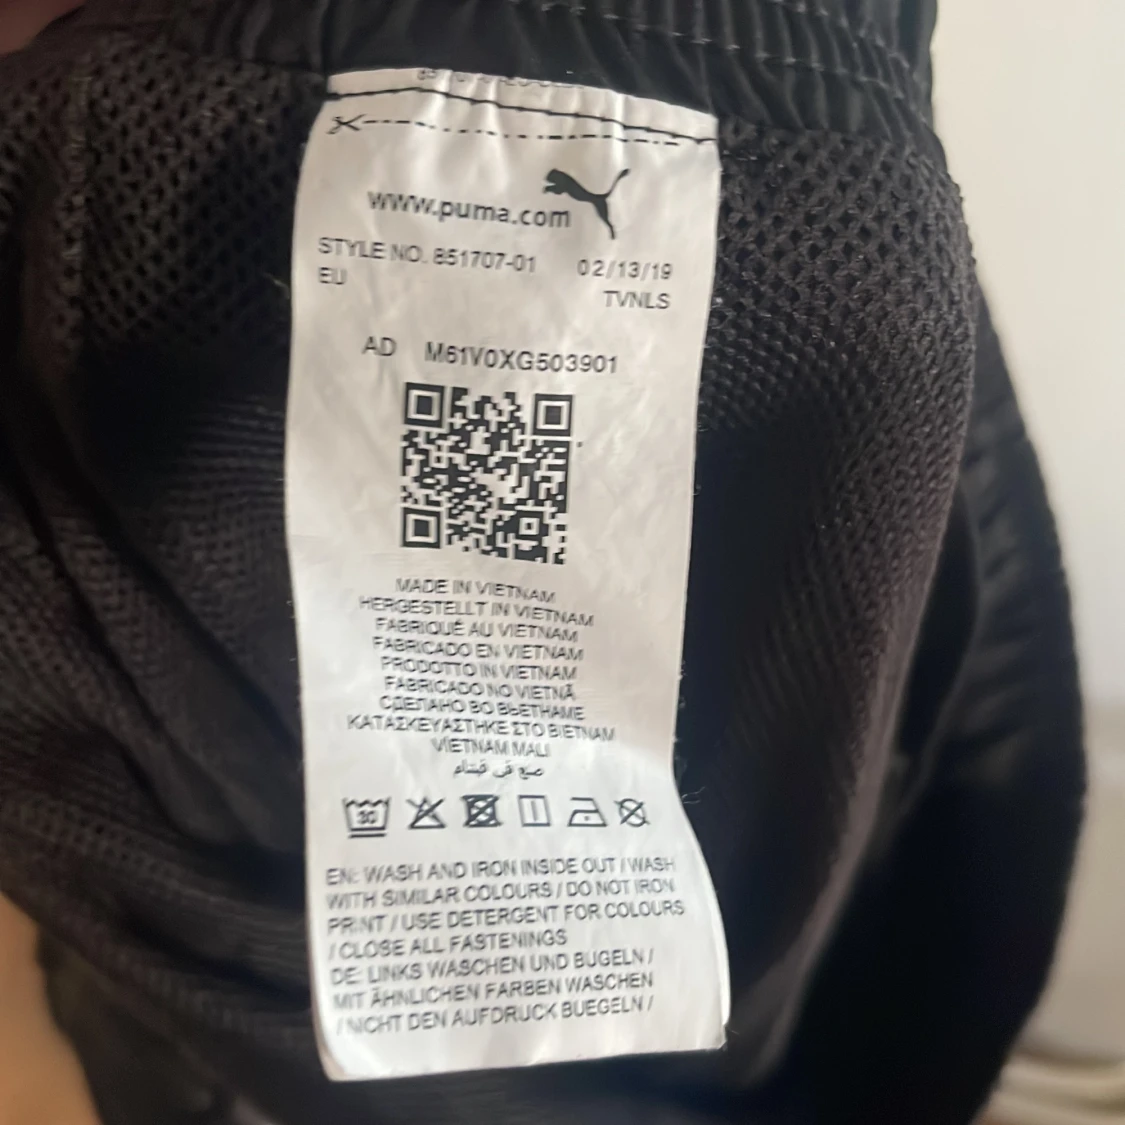 www.puma.com
STYLE NO. 851707-01 02/13/19
EU TVNLS
AD M61V0XG503901
MADE IN VIETNAM
HERGESTELLT IN VIETNAM
FABRIQUÉ AU VIETNAM
FABRICADO EN VIETNAM
PRODOTTO IN VIETNAM
FABRICADO NO VIETNÃ
СДЕЛАНО ВО ВЬЕТНАМЕ
ΚΑΤΑΣΚΕΥΑΣΤΗΚΕ ΣΤΟ ΒΙΕΤΝΑΜ
VİETNAM MALI
صنع في فيتنام
30
EN: WASH AND IRON INSIDE OUT / WASH
WITH SIMILAR COLOURS / DO NOT IRON
PRINT / USE DETERGENT FOR COLOURS
/ CLOSE ALL FASTENINGS
DE: LINKS WASCHEN UND BUGELN /
MIT ÄHNLICHEN FARBEN WASCHEN
/ NICHT DEN AUFDRUCK BUEGELN /